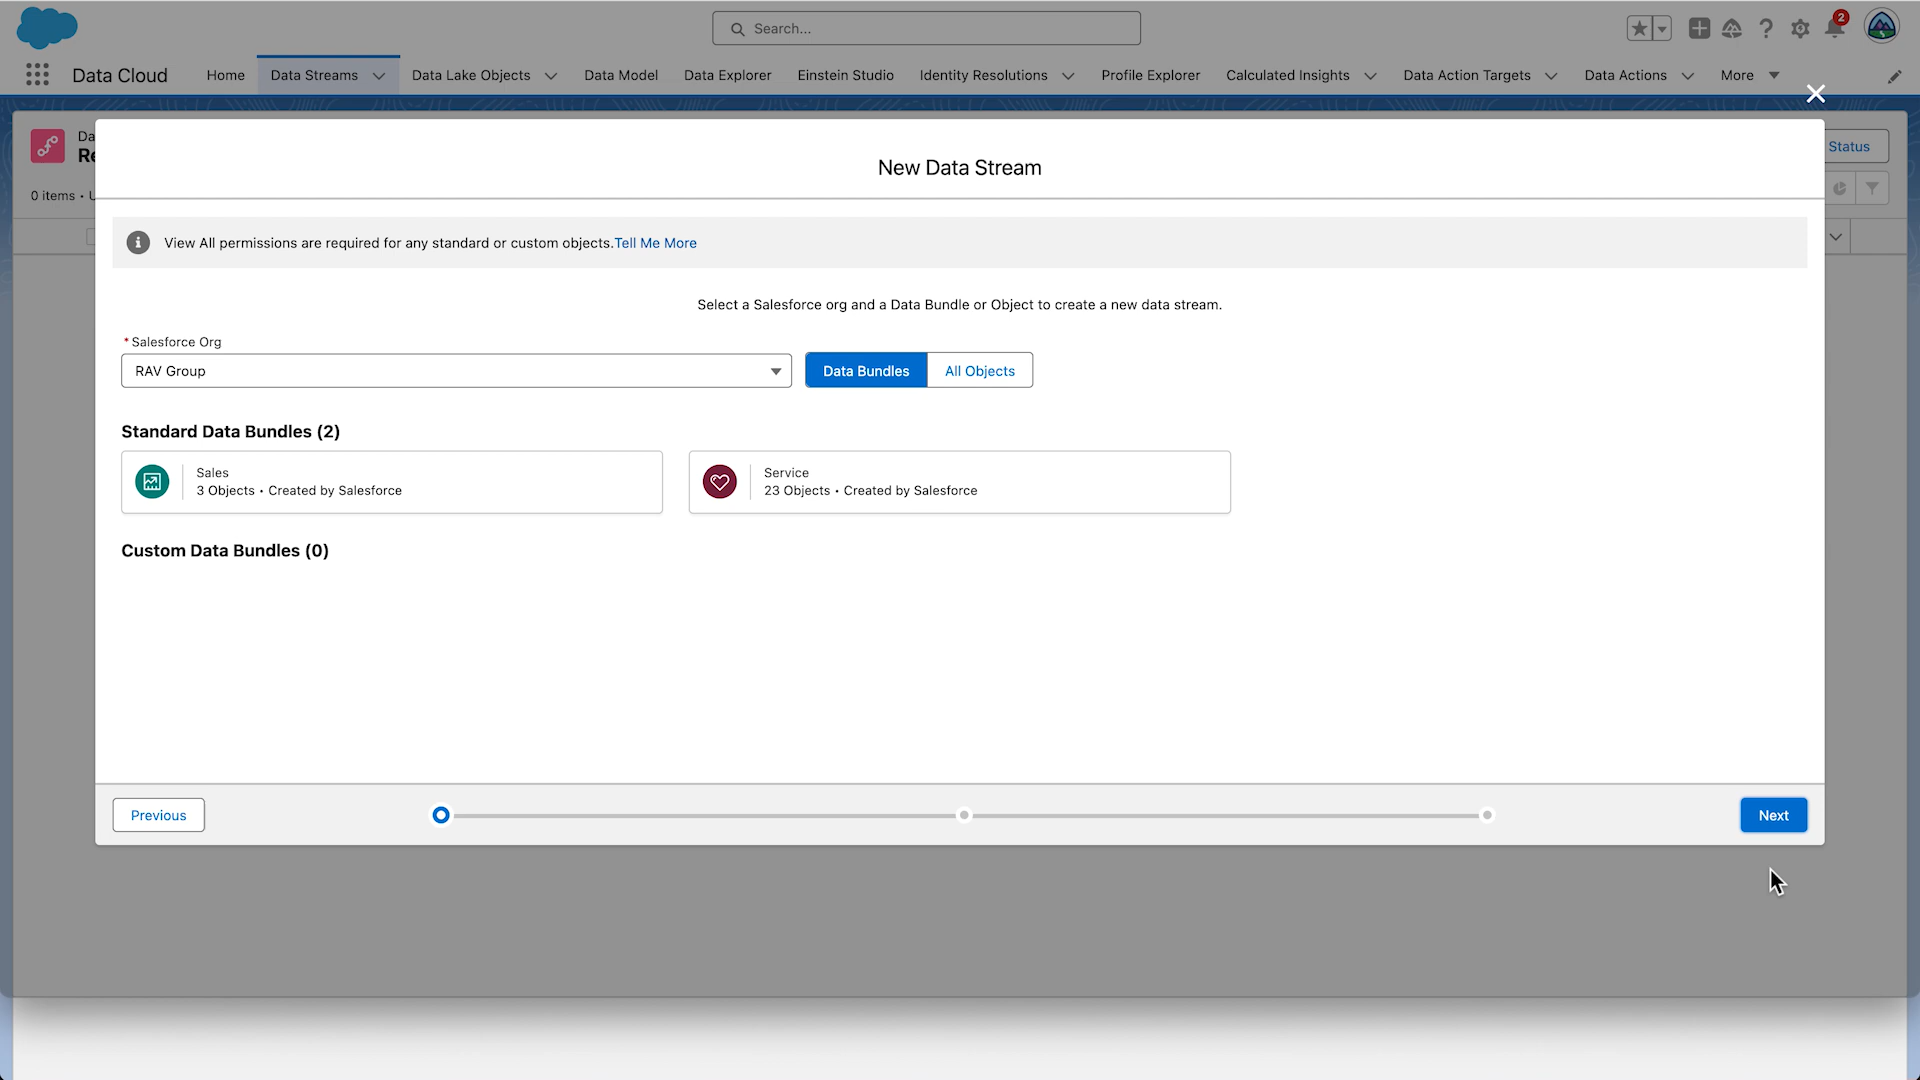 Search...
2
Data Cloud
Home
Data Streams
Data Lake Objects
Data Model
Data Explorer
Einstein Studio
Identity Resolutions
Profile Explorer
Calculated Insights
Data Action Targets
Data Actions
More
Da
Re
Status
0 items • U
New Data Stream
View All permissions are required for any standard or custom objects.Tell Me More
Select a Salesforce org and a Data Bundle or Object to create a new data stream.
* Salesforce Org
RAV Group
Data Bundles
All Objects
Standard Data Bundles (2)
Sales
3 Objects • Created by Salesforce
Service
23 Objects • Created by Salesforce
Custom Data Bundles (0)
Previous
Next